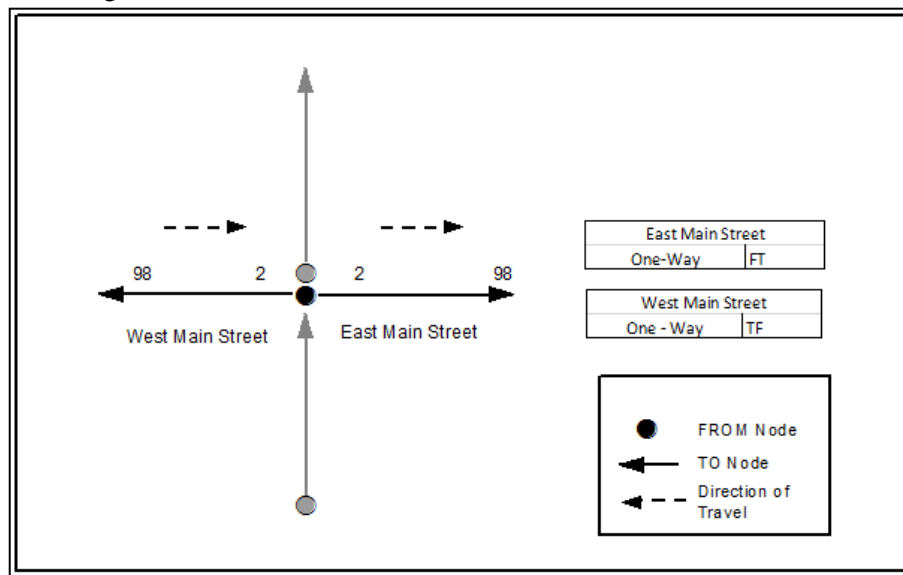 East Main Street
One-Way FT
98 2 2 98
West Main Street
One - Way TF
West Main Street East Main Street
FROM Node
TO Node
Direction of
Travel